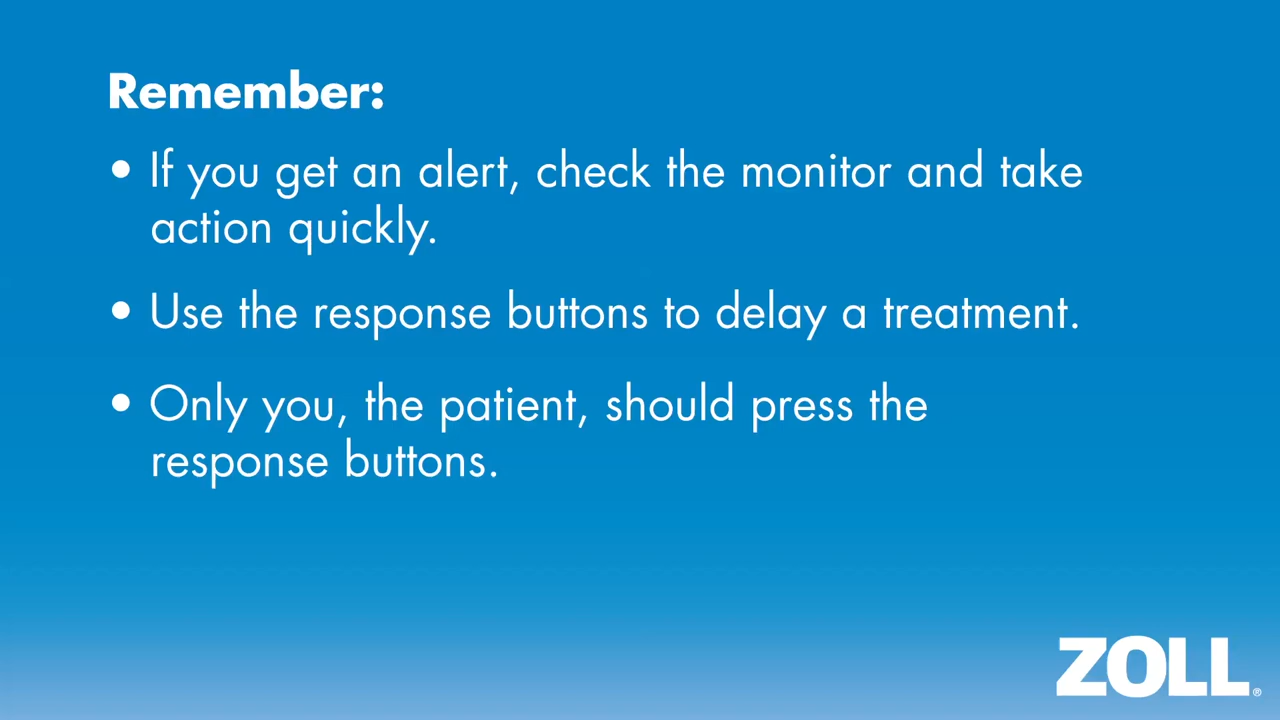 Remember:
• If you get an alert, check the monitor and take
action quickly.
• Use the response buttons to delay a treatment.
• Only you, the patient, should press the
response buttons.
ZOLL®